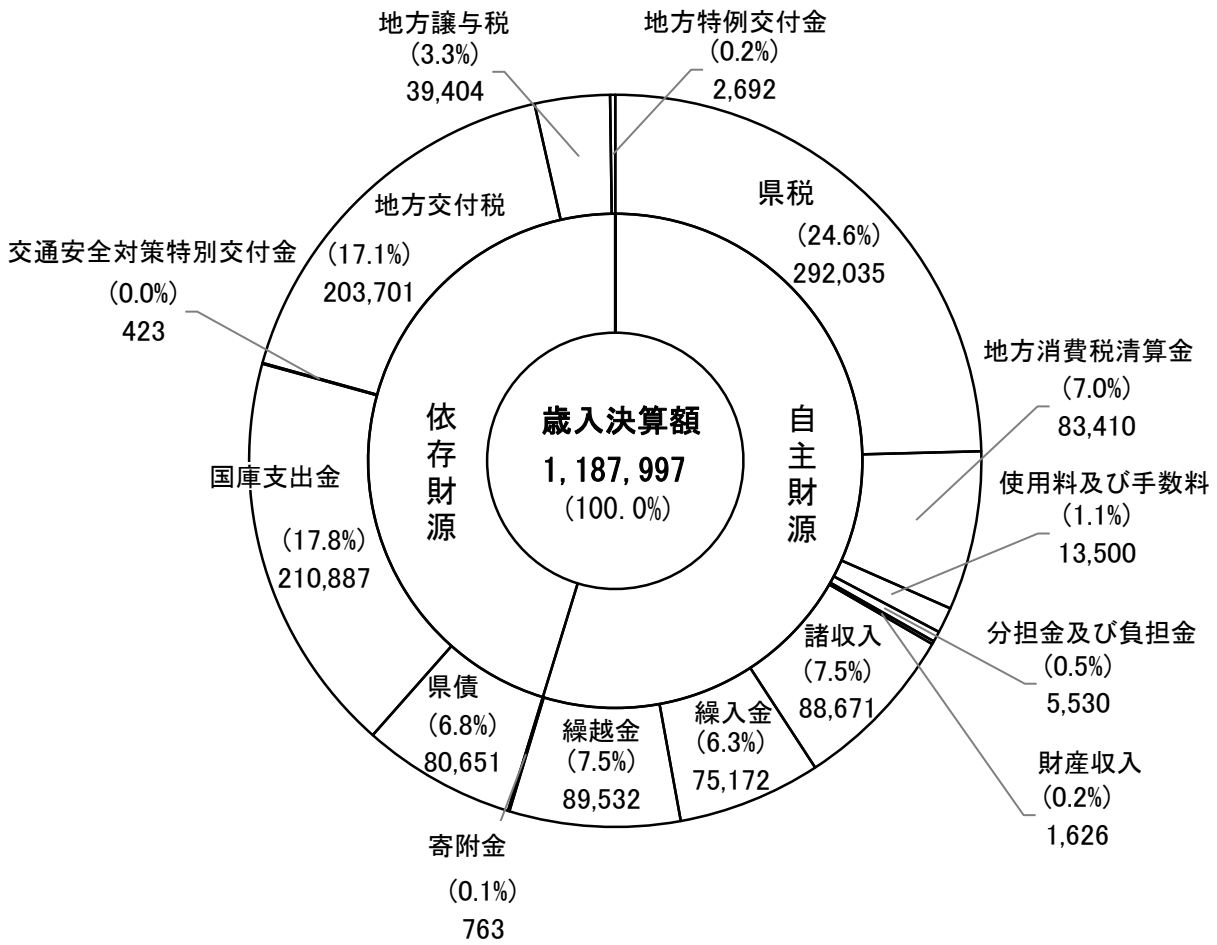 地方譲与税
(3.3%)
39,404
地方特例交付金
(0.2%)
2,692
県税
(24.6%)
292,035
地方交付税
(17.1%)
203,701
交通安全対策特別交付金
(0.0%)
423
地方消費税清算金
(7.0%)
83,410
歳入決算額
1,187,997
(100.0%)
依存財源
自主財源
国庫支出金
(17.8%)
210,887
使用料及び手数料
(1.1%)
13,500
分担金及び負担金
(0.5%)
5,530
諸収入
(7.5%)
88,671
財産収入
(0.2%)
1,626
繰入金
(6.3%)
75,172
繰越金
(7.5%)
89,532
県債
(6.8%)
80,651
寄附金
(0.1%)
763